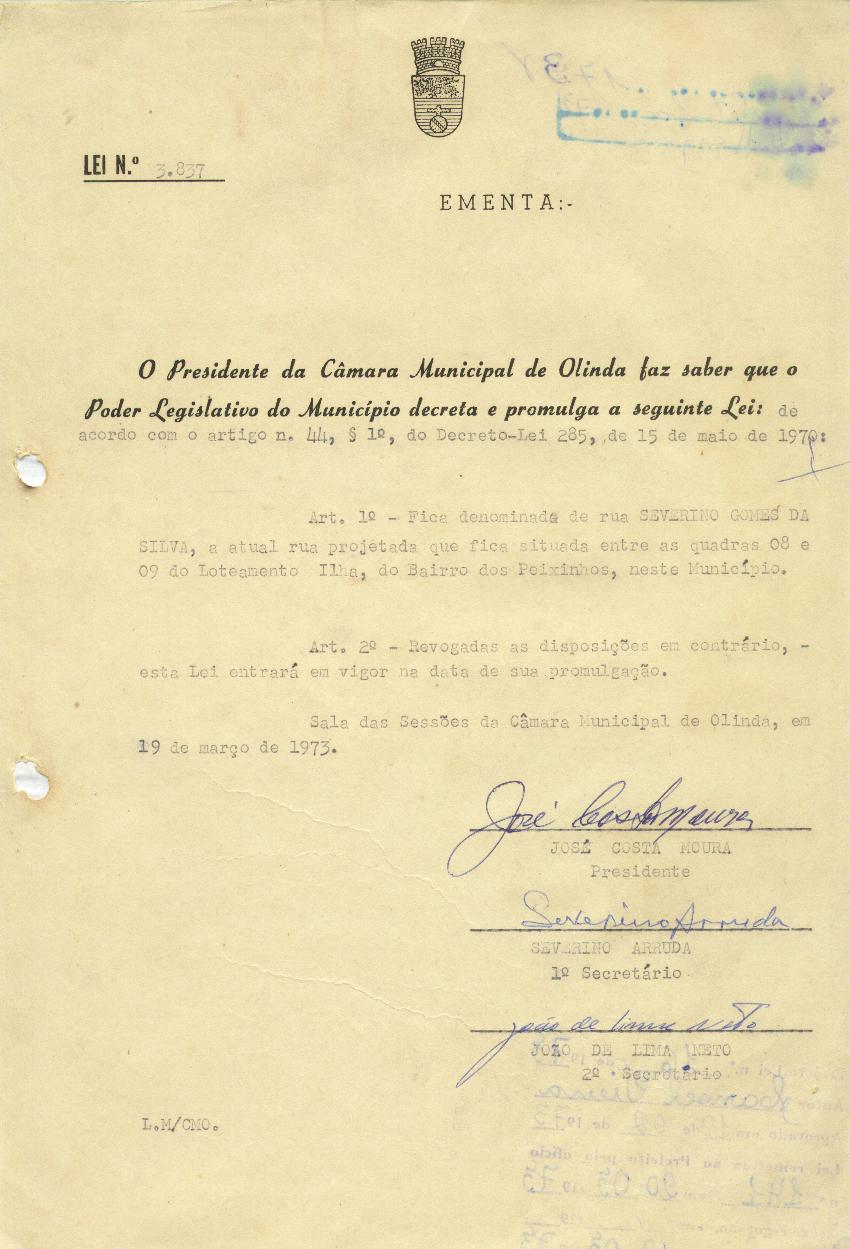 LEI N.º 3.837
EMENTA:-
O Presidente da Câmara Municipal de Olinda faz saber que o
Poder Legislativo do Município decreta e promulga a seguinte Lei: de
acordo com o artigo n. 44, § 1º, do Decreto-Lei 285, de 15 de maio de 1970:
Art. 1º - Fica denominada de rua SEVERINO GOMES DA
SILVA, a atual rua projetada que fica situada entre as quadras 08 e
09 do Loteamento Ilha, do Bairro dos Peixinhos, neste Município.
Art. 2º - Revogadas as disposições em contrário, -
esta Lei entrará em vigor na data de sua promulgação.
Sala das Sessões da Câmara Municipal de Olinda, em
19 de março de 1973.
José Costa Moura
JOSÉ COSTA MOURA
Presidente
Severino Arruda
SEVERINO ARRUDA
1º Secretário
João de Lima Neto
JOÃO DE LIMA NETO
2º Secretário
L.M/CMO.